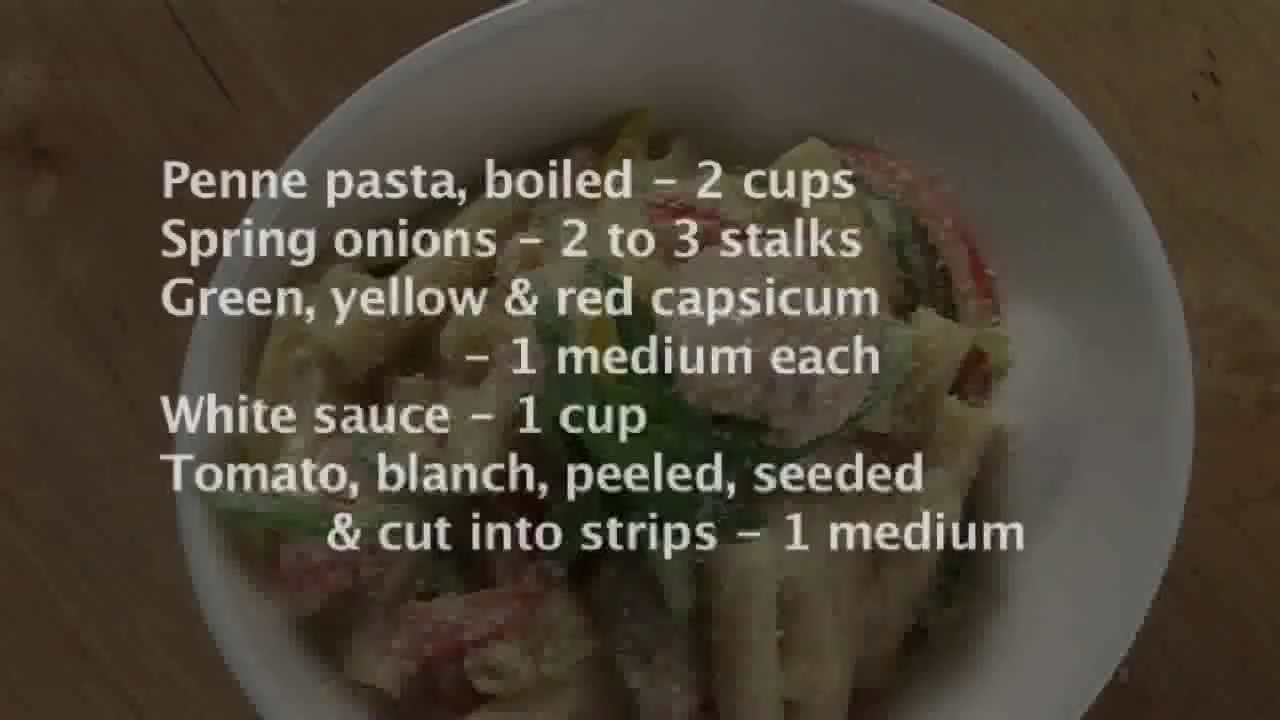 Penne pasta, boiled – 2 cups
Spring onions – 2 to 3 stalks
Green, yellow & red capsicum
– 1 medium each
White sauce – 1 cup
Tomato, blanch, peeled, seeded
& cut into strips – 1 medium